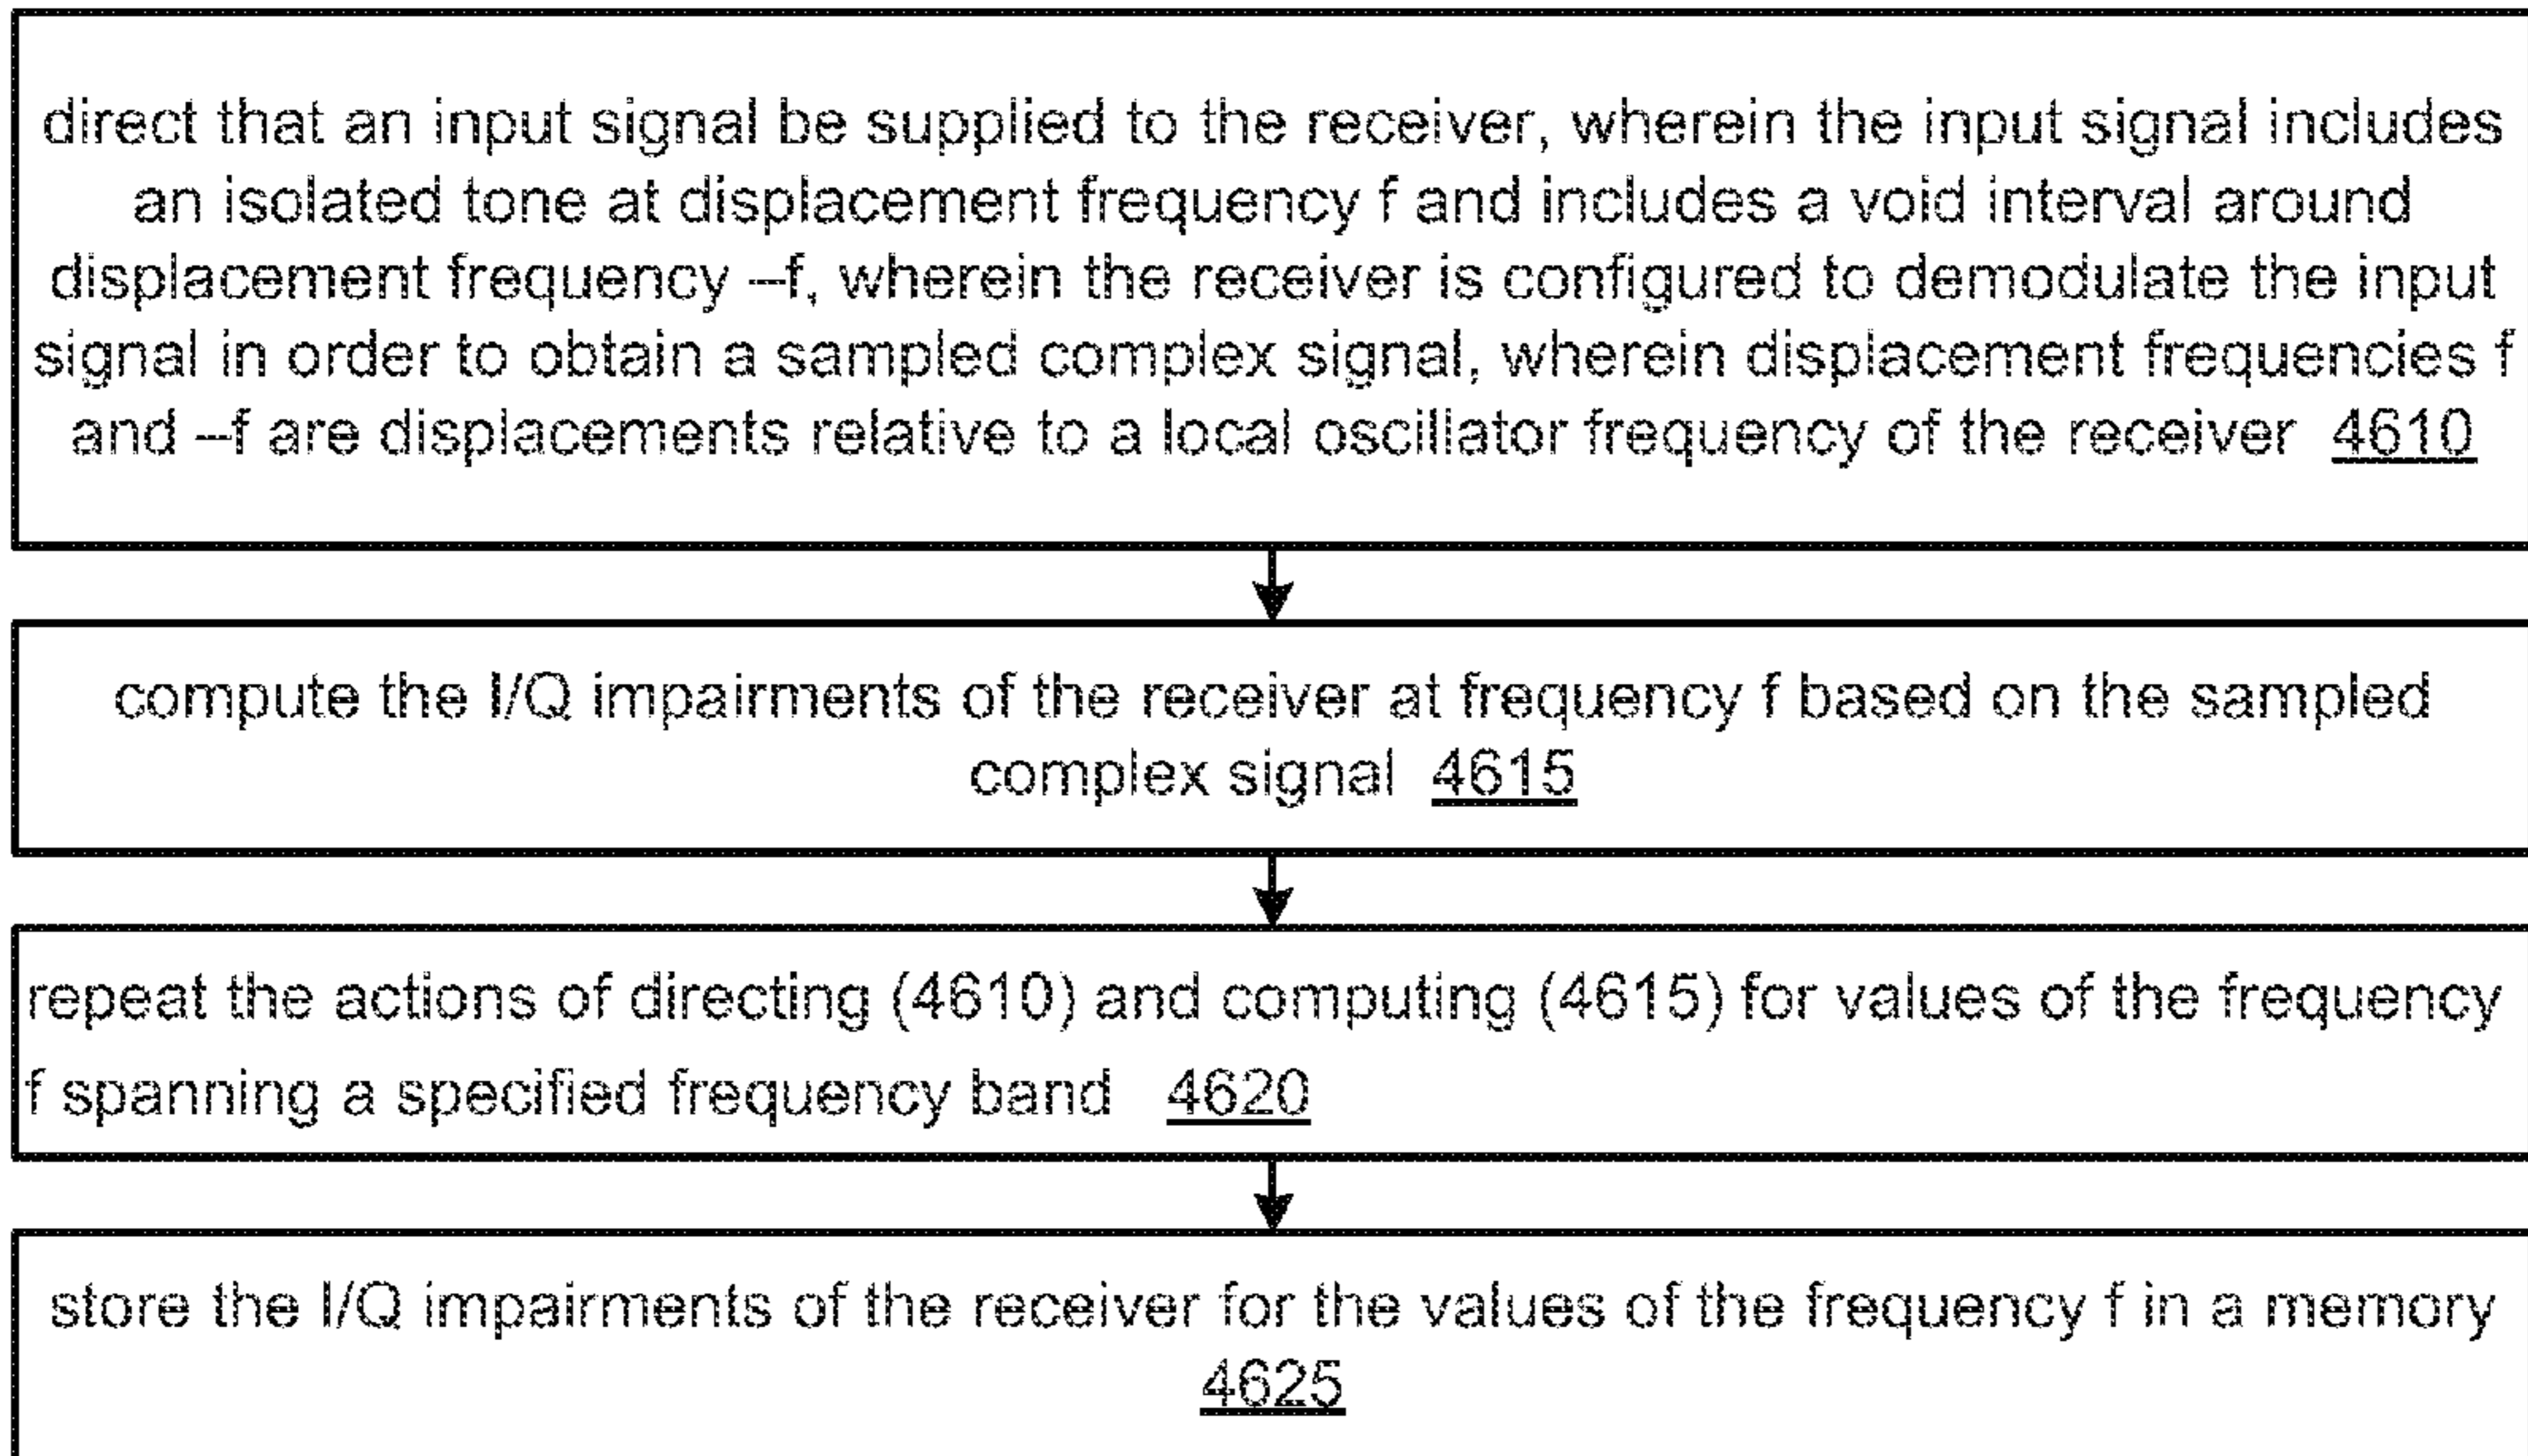 direct that an input signal be supplied to the receiver, wherein the input signal includes
an isolated tone at displacement frequency f and includes a void interval around
displacement frequency –f, wherein the receiver is configured to demodulate the input
signal in order to obtain a sampled complex signal, wherein displacement frequencies f
and –f are displacements relative to a local oscillator frequency of the receiver 4610
compute the I/Q impairments of the receiver at frequency f based on the sampled
complex signal 4615
repeat the actions of directing (4610) and computing (4615) for values of the frequency
f spanning a specified frequency band 4620
store the I/Q impairments of the receiver for the values of the frequency f in a memory
4625